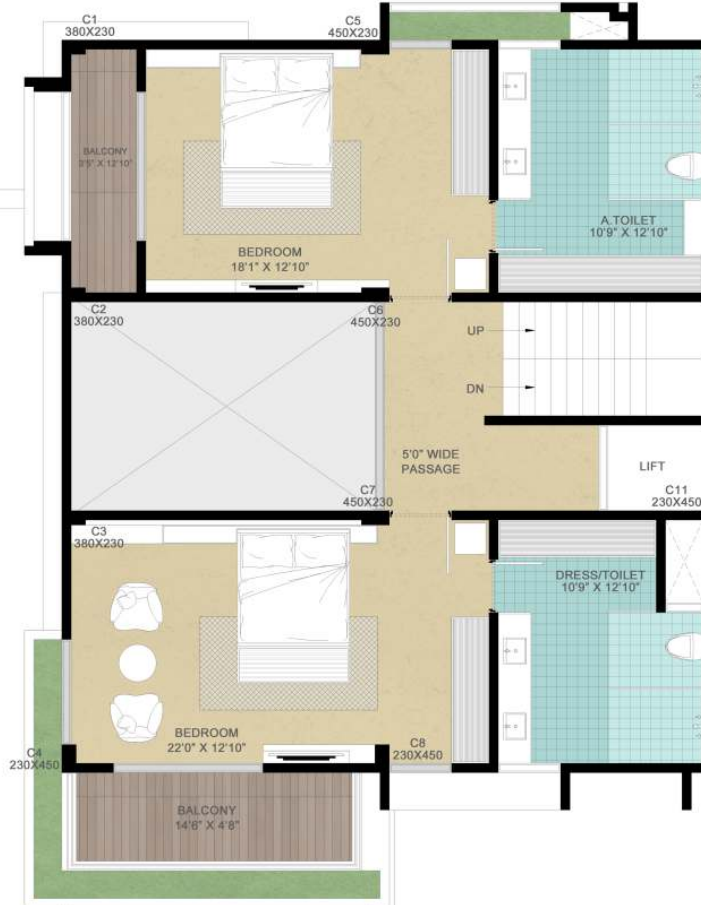 C1
380X230
C5
450X230
BALCONY
3'5" X 12'10"
A.TOILET
10'9" X 12'10"
BEDROOM
18'1" X 12'10"
C2
380X230
C6
450X230
UP
DN
5'0" WIDE
PASSAGE
LIFT
C7
450X230
C11
230X450
C3
380X230
DRESS/TOILET
10'9" X 12'10"
BEDROOM
22'0" X 12'10"
C8
230X450
C4
230X450
BALCONY
14'6" X 4'8"